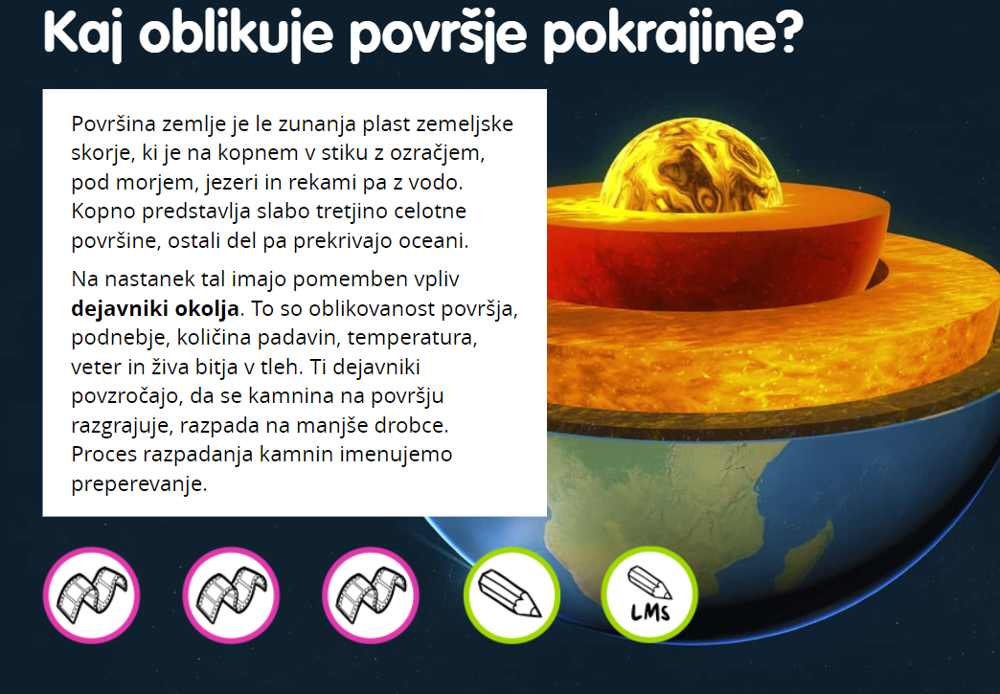 Kaj oblikuje površje pokrajine?
Površina zemlje je le zunanja plast zemeljske
skorje, ki je na kopnem v stiku z ozračjem,
pod morjem, jezeri in rekami pa z vodo.
Kopno predstavlja slabo tretjino celotne
površine, ostali del pa prekrivajo oceani.
Na nastanek tal imajo pomemben vpliv
dejavniki okolja. To so oblikovanost površja,
podnebje, količina padavin, temperatura,
veter in živa bitja v tleh. Ti dejavniki
povzročajo, da se kamnina na površju
razgrajuje, razpada na manjše drobce.
Proces razpadanja kamnin imenujemo
preperevanje.
LMS